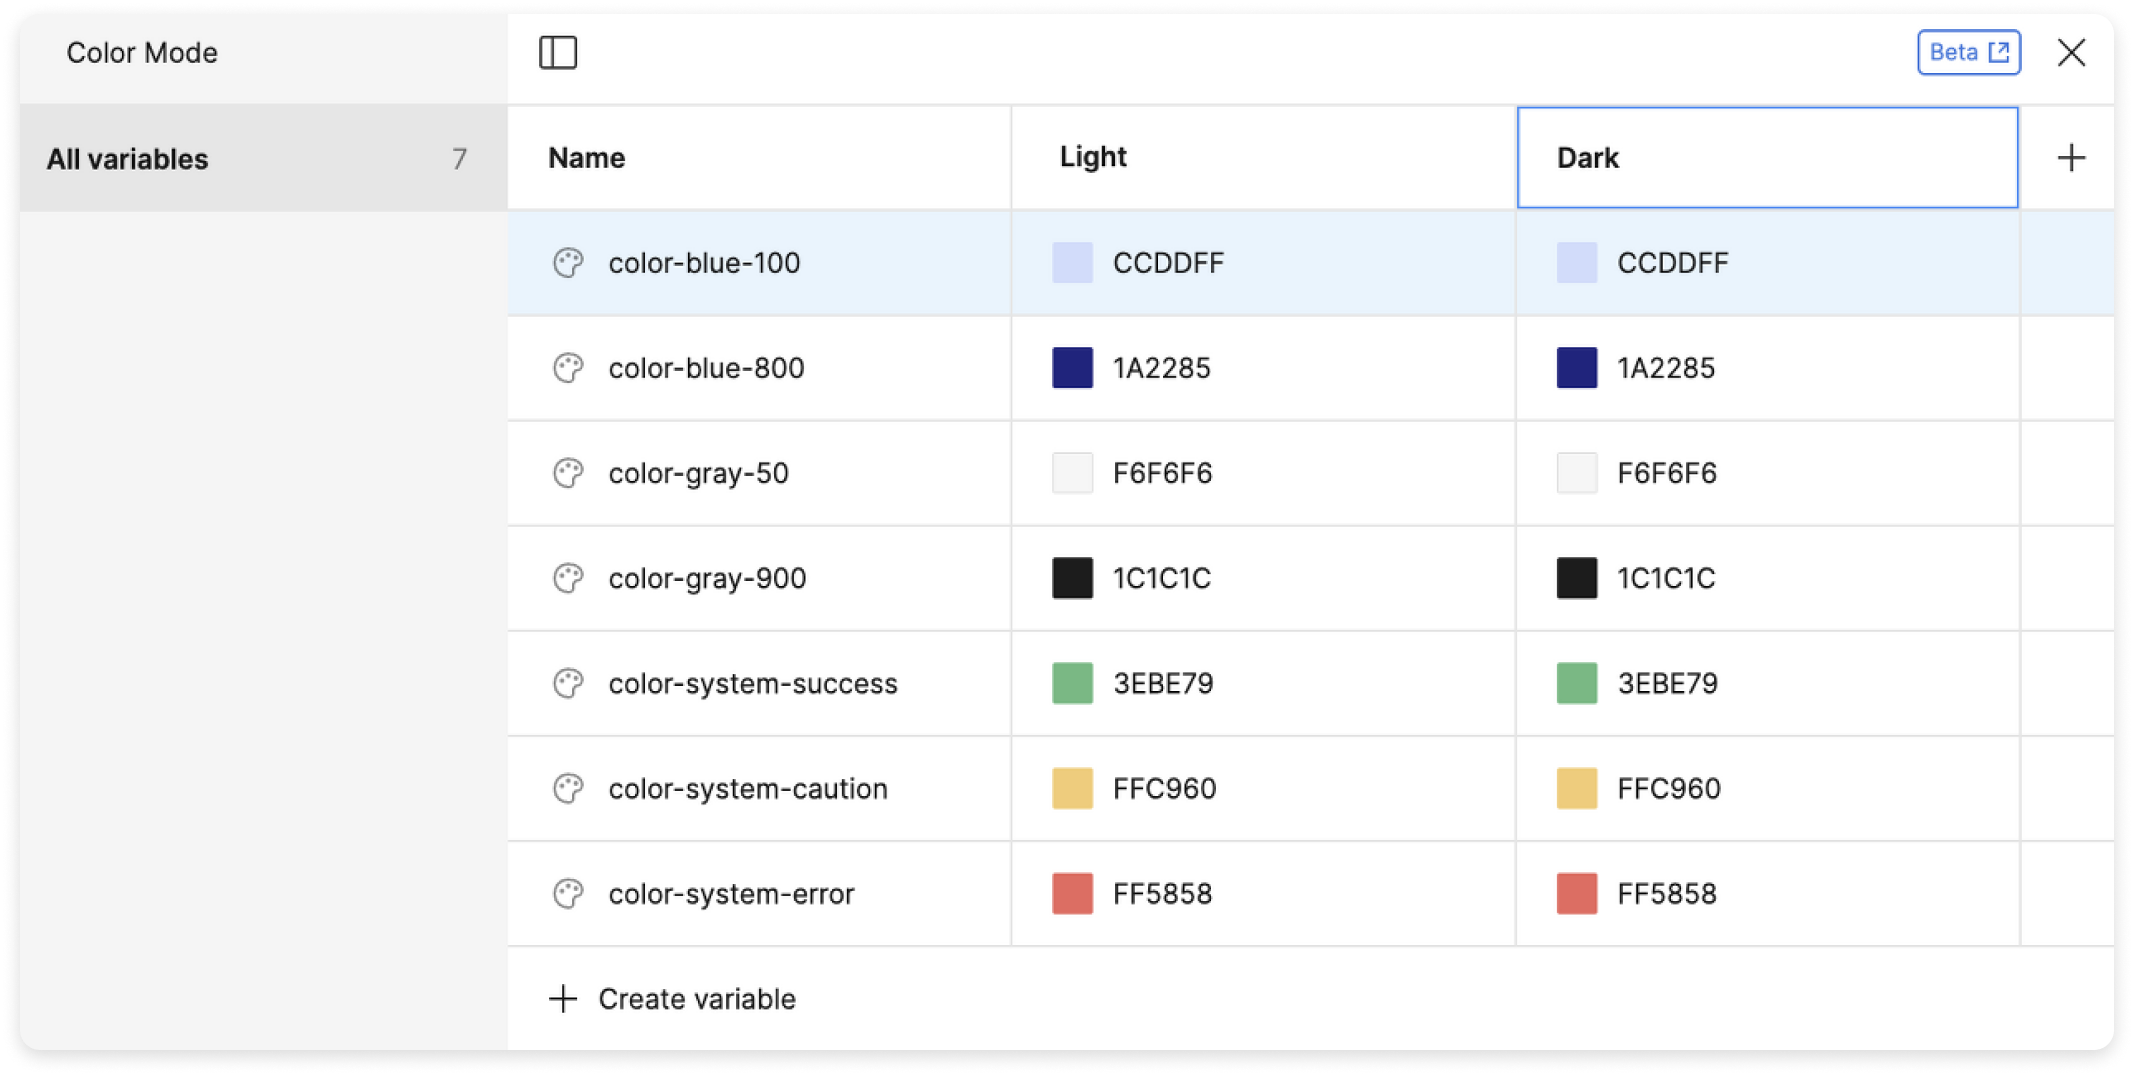 Color Mode
Beta
All variables 7
Name Light Dark
color-blue-100 CCDDFF CCDDFF
color-blue-800 1A2285 1A2285
color-gray-50 F6F6F6 F6F6F6
color-gray-900 1C1C1C 1C1C1C
color-system-success 3EBE79 3EBE79
color-system-caution FFC960 FFC960
color-system-error FF5858 FF5858
Create variable